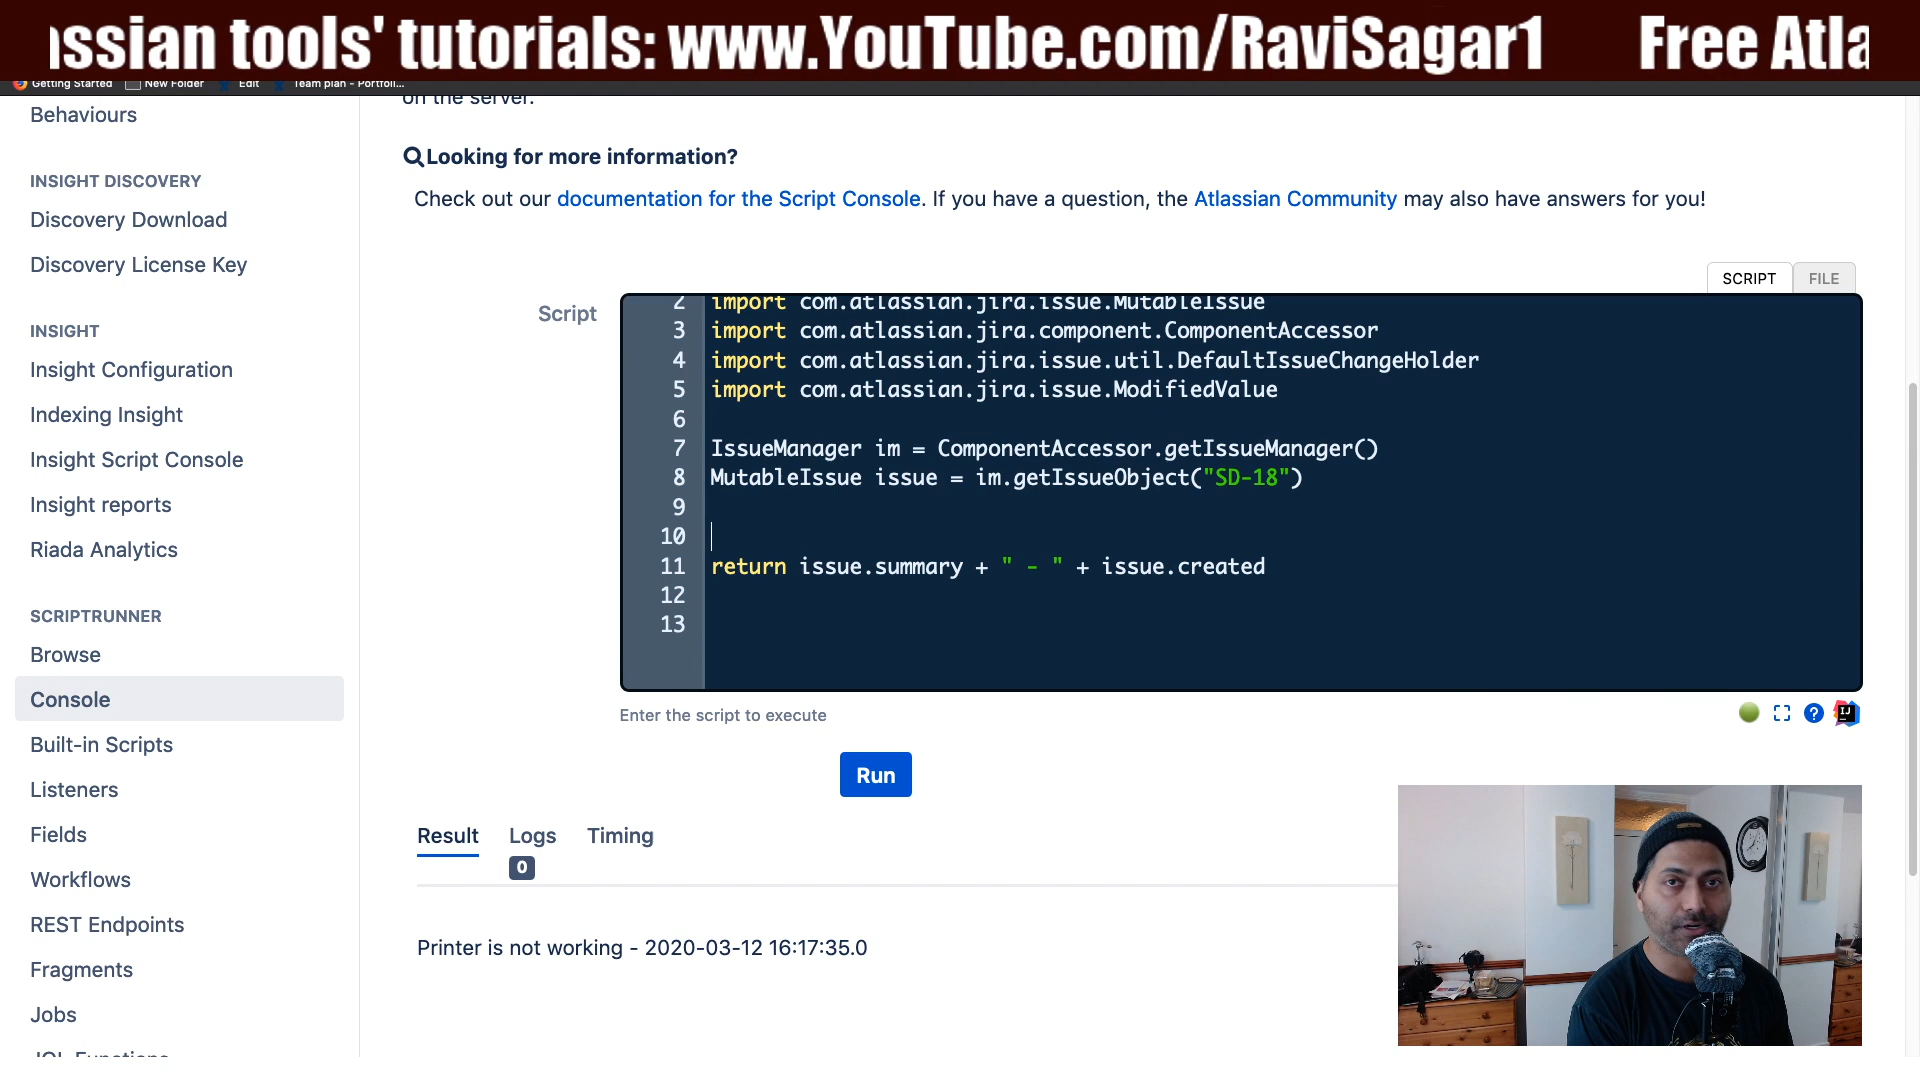 ssian tools' tutorials: www.YouTube.com/RaviSagar1 Free Atla
Getting Started New Folder Edit Team plan - Portfoli...
Behaviours
INSIGHT DISCOVERY
Discovery Download
Discovery License Key
INSIGHT
Insight Configuration
Indexing Insight
Insight Script Console
Insight reports
Riada Analytics
SCRIPTRUNNER
Browse
Console
Built-in Scripts
Listeners
Fields
Workflows
REST Endpoints
Fragments
Jobs
JQL Functions
on the server.
Looking for more information?
Check out our documentation for the Script Console. If you have a question, the Atlassian Community may also have answers for you!
SCRIPT FILE
Script
2 import com.atlassian.jira.issue.MutableIssue
3 import com.atlassian.jira.component.ComponentAccessor
4 import com.atlassian.jira.issue.util.DefaultIssueChangeHolder
5 import com.atlassian.jira.issue.ModifiedValue
6
7 IssueManager im = ComponentAccessor.getIssueManager()
8 MutableIssue issue = im.getIssueObject("SD-18")
9
10
11 return issue.summary + " - " + issue.created
12
13
Enter the script to execute
? IJ
Run
Result Logs Timing
0
Printer is not working - 2020-03-12 16:17:35.0